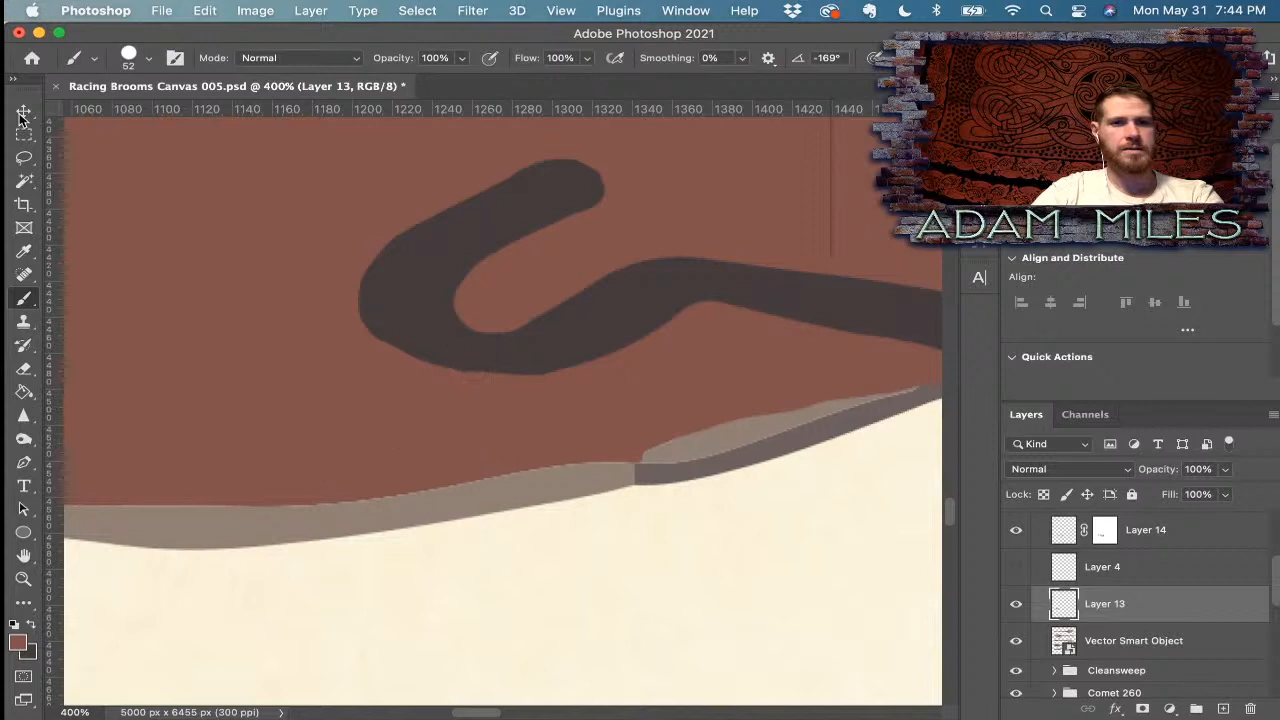 Photoshop File Edit Image Layer Type Select Filter 3D View Plugins Window Help Mon May 31 7:44 PM
Adobe Photoshop 2021
52 Mode: Normal Opacity: 100% Flow: 100% Smoothing: 0% -169°
Racing Brooms Canvas 005.psd @ 400% (Layer 13, RGB/8) *
1060 1080 1100 1120 1140 1160 1180 1200 1220 1240 1260 1280 1300 1320 1340 1360 1380 1400 1420 1440
ADAM MILES
Align and Distribute
Align:
Quick Actions
Layers Channels
Kind
Normal Opacity: 100%
Lock: Fill: 100%
Layer 14
Layer 4
Layer 13
Vector Smart Object
Cleansweep
Comet 260
400% 5000 px x 6455 px (300 ppi)